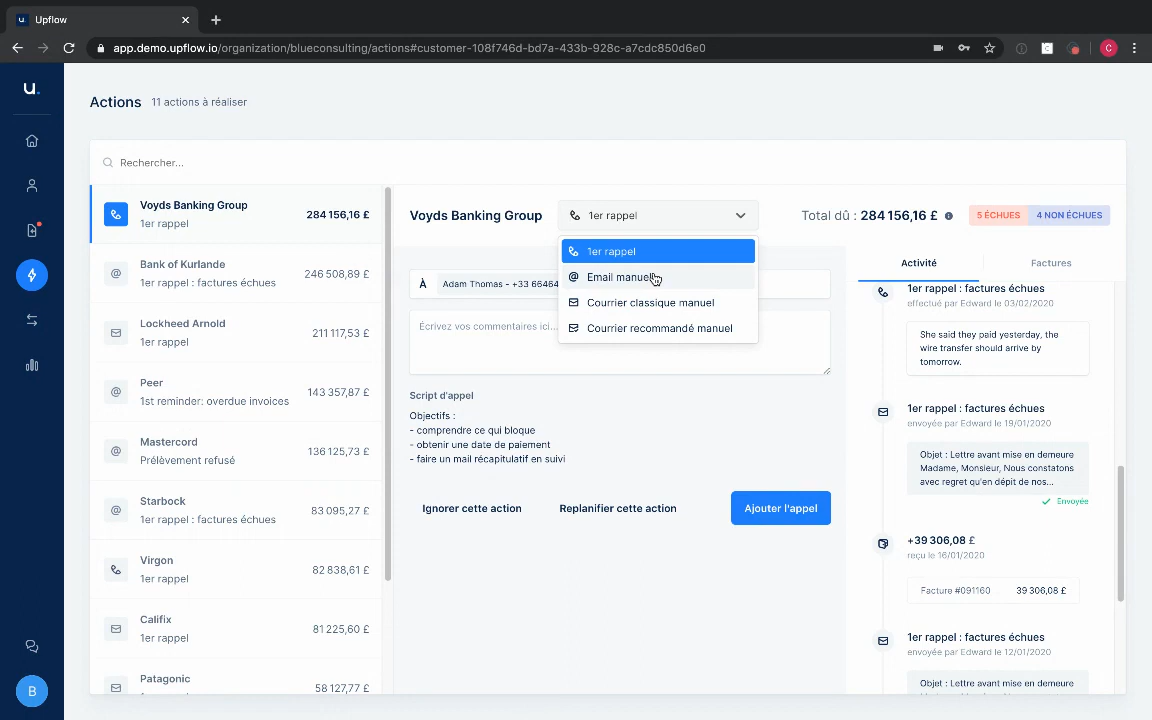 Upflow
app.demo.upflow.io/organization/blueconsulting/actions#customer-108f746d-bd7a-433b-928c-a7cdc850d6e0
C
u.
Actions 11 actions à réaliser
Rechercher...
Voyds Banking Group
1er rappel
284 156,16 £
Bank of Kurlande
1er rappel : factures échues
246 508,89 £
Lockheed Arnold
1er rappel
211 117,53 £
Peer
1st reminder: overdue invoices
143 357,87 £
Mastercord
Prélèvement refusé
136 125,73 £
Starbock
1er rappel : factures échues
83 095,27 £
Virgon
1er rappel
82 838,61 £
Califix
1er rappel
81 225,60 £
Patagonic
58 127,77 £
B
Voyds Banking Group
1er rappel
Total dû : 284 156,16 £
5 ÉCHUES
4 NON ÉCHUES
1er rappel
Email manuel
Courrier classique manuel
Courrier recommandé manuel
À
Adam Thomas - +33 66464
Écrivez vos commentaires ici...
Script d'appel
Objectifs :
- comprendre ce qui bloque
- obtenir une date de paiement
- faire un mail récapitulatif en suivi
Ignorer cette action
Replanifier cette action
Ajouter l'appel
Activité
Factures
1er rappel : factures échues
effectué par Edward le 03/02/2020
She said they paid yesterday, the
wire transfer should arrive by
tomorrow.
1er rappel : factures échues
envoyée par Edward le 19/01/2020
Objet : Lettre avant mise en demeure
Madame, Monsieur, Nous constatons
avec regret qu'en dépit de nos...
Envoyée
+39 306,08 £
reçu le 16/01/2020
Facture #091160
39 306,08 £
1er rappel : factures échues
envoyée par Edward le 12/01/2020
Objet : Lettre avant mise en demeure